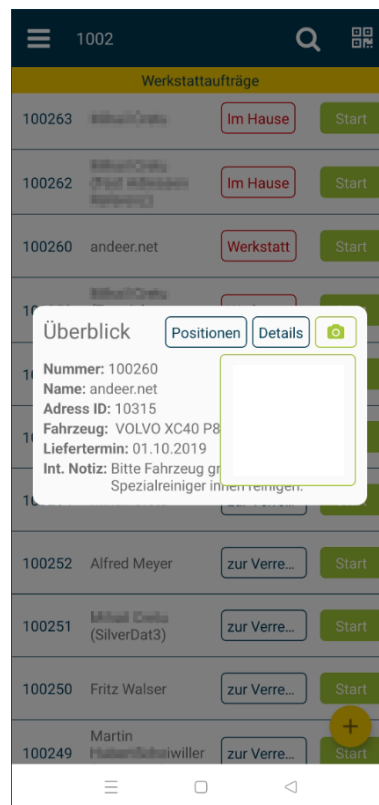 1002
Werkstattaufträge
100263 Im Hause Start
100262 Im Hause Start
100260 andeer.net Werkstatt Start
Überblick Positionen Details
Nummer: 100260
Name: andeer.net
Adress ID: 10315
Fahrzeug: VOLVO XC40 P8
Liefertermin: 01.10.2019
Int. Notiz: Bitte Fahrzeug
Spezialreiniger innen reinigen.
100252 Alfred Meyer zur Verre... Start
100251 zur Verre... Start
(SilverDat3)
100250 Fritz Walser zur Verre... Start
Martin
100249 zur Verre... Start
+